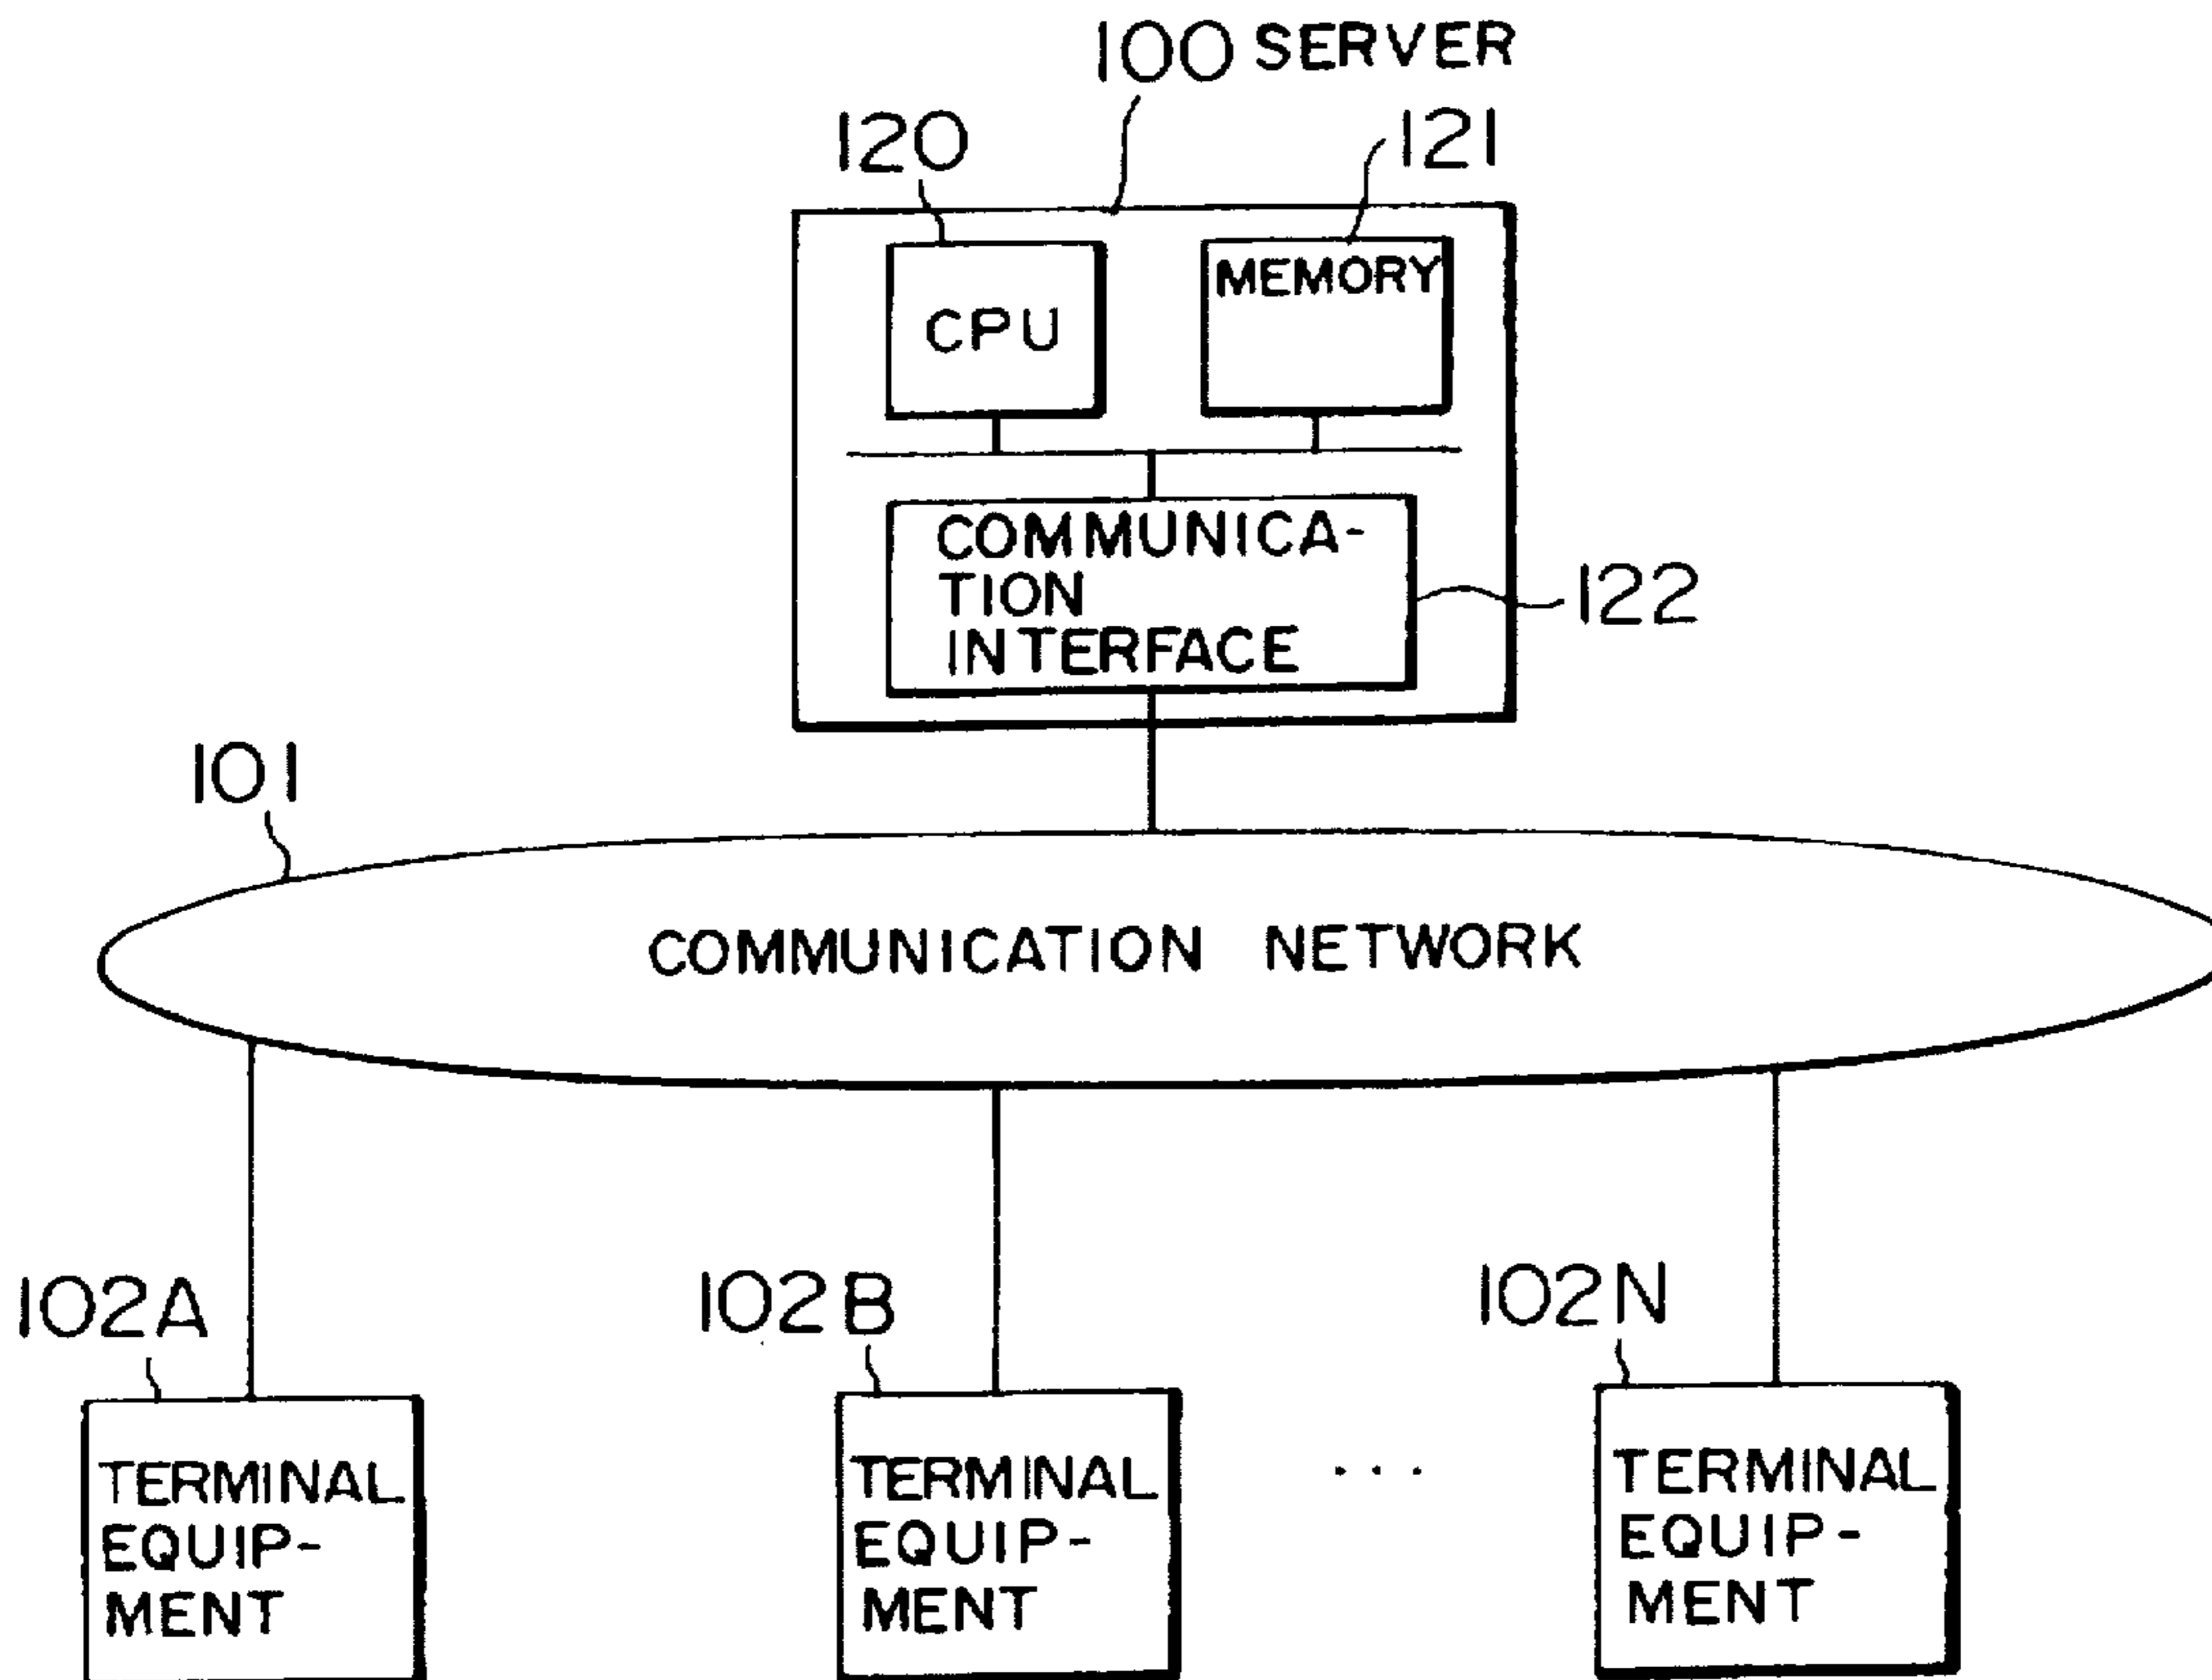 100 SERVER
120
121
CPU
MEMORY
COMMUNICA-
TION
INTERFACE
122
101
COMMUNICATION NETWORK
102A
102B
102N
TERMINAL
EQUIP-
MENT
TERMINAL
EQUIP-
MENT
...
TERMINAL
EQUIP-
MENT